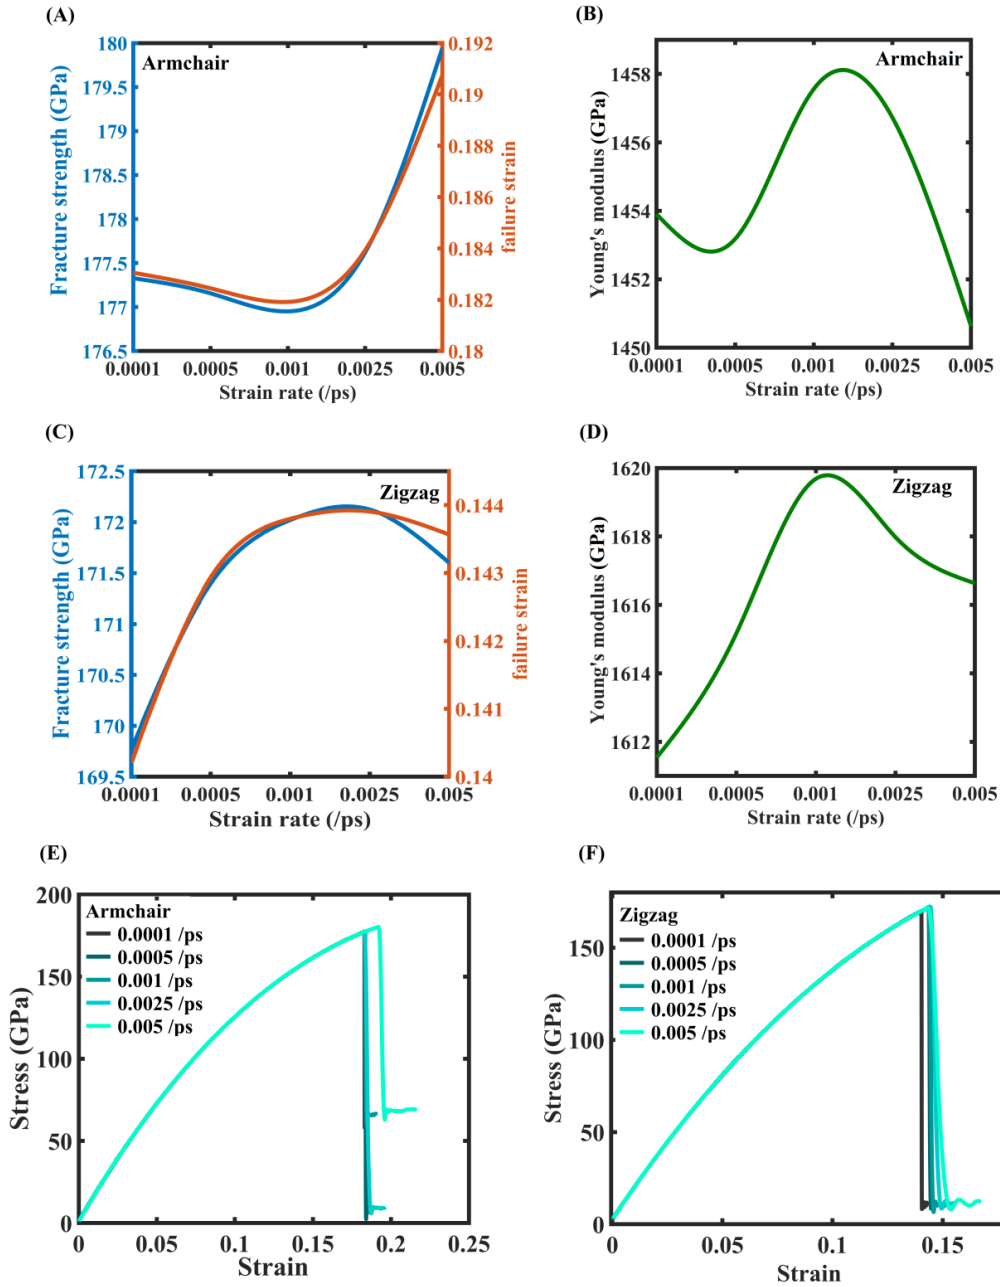 (A)
Armchair
180
179.5
179
178.5
178
177.5
177
176.5
Fracture strength (GPa)
0.192
0.19
0.188
0.186
0.184
0.182
0.18
failure strain
0.0001 0.0005 0.001 0.0025 0.005
Strain rate (/ps)
(B)
Armchair
1458
1456
1454
1452
1450
Young's modulus (GPa)
0.0001 0.0005 0.001 0.0025 0.005
Strain rate (/ps)
(C)
Zigzag
172.5
172
171.5
171
170.5
170
169.5
Fracture strength (GPa)
0.144
0.143
0.142
0.141
0.14
failure strain
0.0001 0.0005 0.001 0.0025 0.005
Strain rate (/ps)
(D)
Zigzag
1620
1618
1616
1614
1612
Young's modulus (GPa)
0.0001 0.0005 0.001 0.0025 0.005
Strain rate (/ps)
(E)
200
150
100
50
0
Stress (GPa)
Armchair
0.0001 /ps
0.0005 /ps
0.001 /ps
0.0025 /ps
0.005 /ps
0 0.05 0.1 0.15 0.2 0.25
Strain
(F)
150
100
50
0
Stress (GPa)
Zigzag
0.0001 /ps
0.0005 /ps
0.001 /ps
0.0025 /ps
0.005 /ps
0 0.05 0.1 0.15
Strain